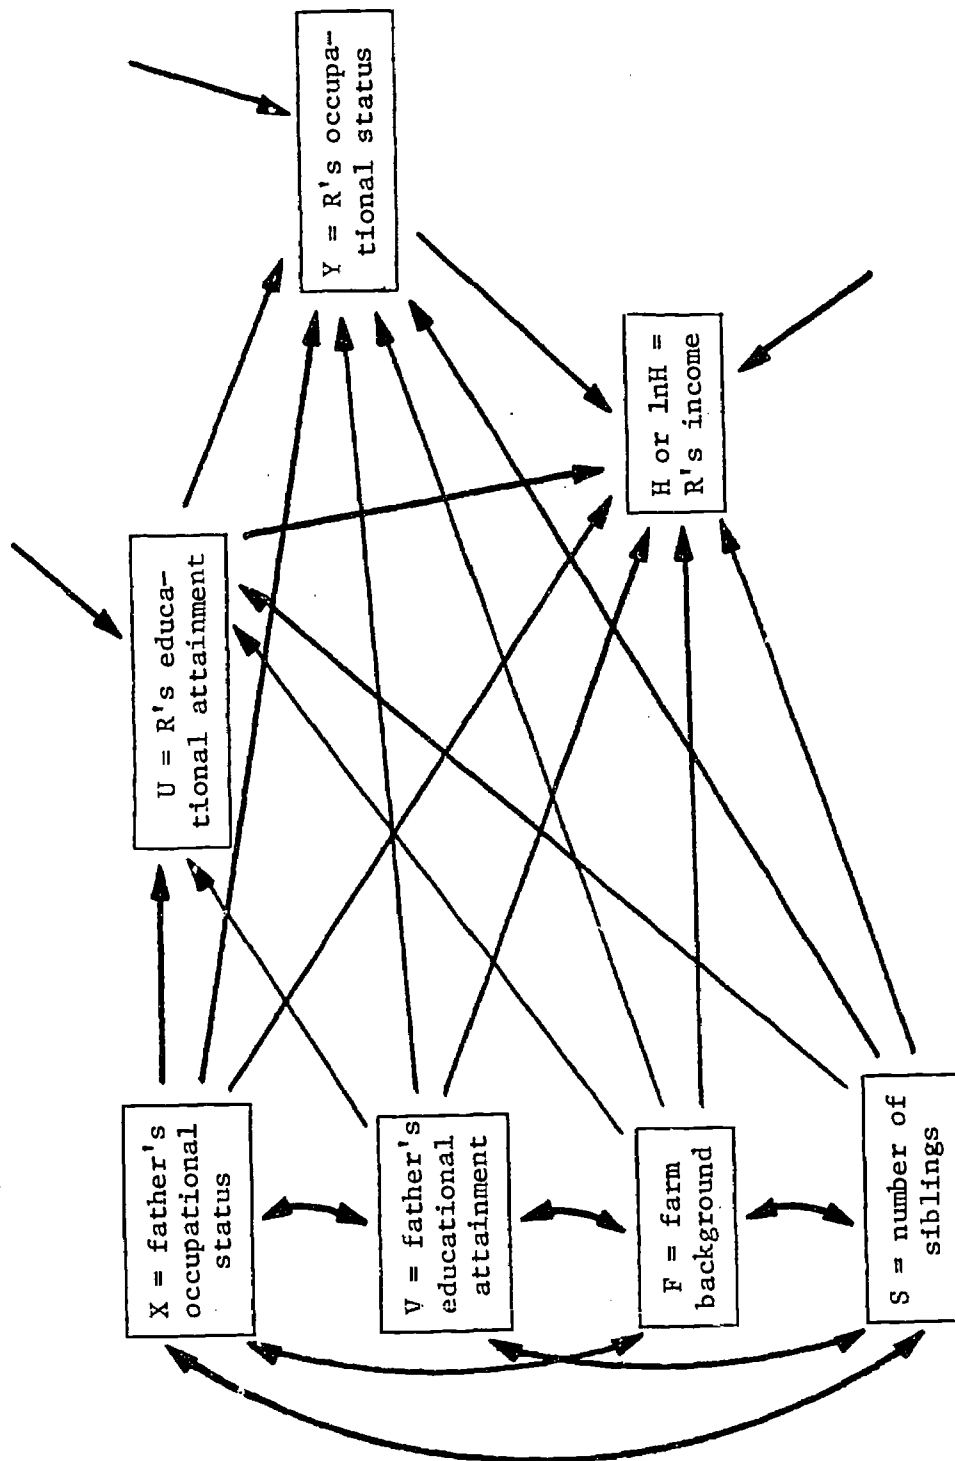 X = father's
occupational
status
V = father's
educational
attainment
F = farm
background
S = number of
siblings
U = R's educa-
tional attainment
Y = R's occupa-
tional status
H or lnH =
R's income